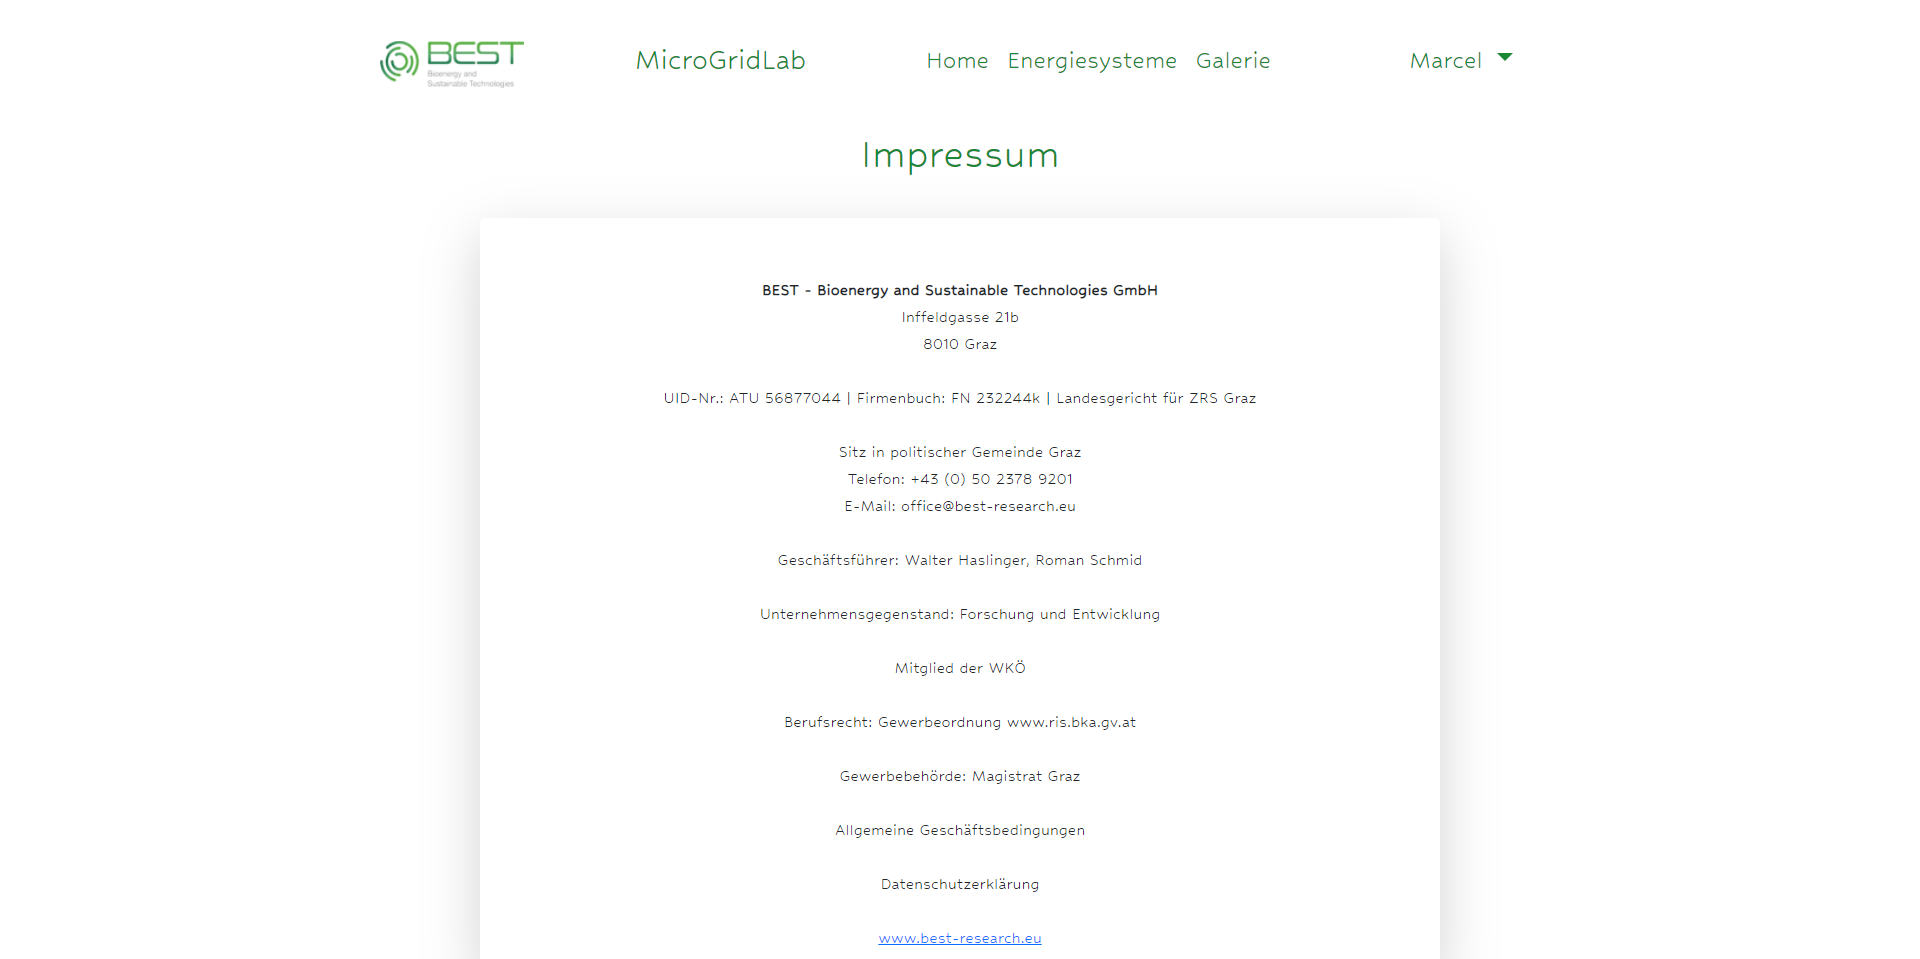 BEST
Bioenergy and
Sustainable Technologies
MicroGridLab
Home Energiesysteme Galerie
Marcel
Impressum
BEST - Bioenergy and Sustainable Technologies GmbH
Inffeldgasse 21b
8010 Graz
UID-Nr.: ATU 56877044 | Firmenbuch: FN 232244k | Landesgericht für ZRS Graz
Sitz in politischer Gemeinde Graz
Telefon: +43 (0) 50 2378 9201
E-Mail: office@best-research.eu
Geschäftsführer: Walter Haslinger, Roman Schmid
Unternehmensgegenstand: Forschung und Entwicklung
Mitglied der WKÖ
Berufsrecht: Gewerbeordnung www.ris.bka.gv.at
Gewerbebehörde: Magistrat Graz
Allgemeine Geschäftsbedingungen
Datenschutzerklärung
www.best-research.eu